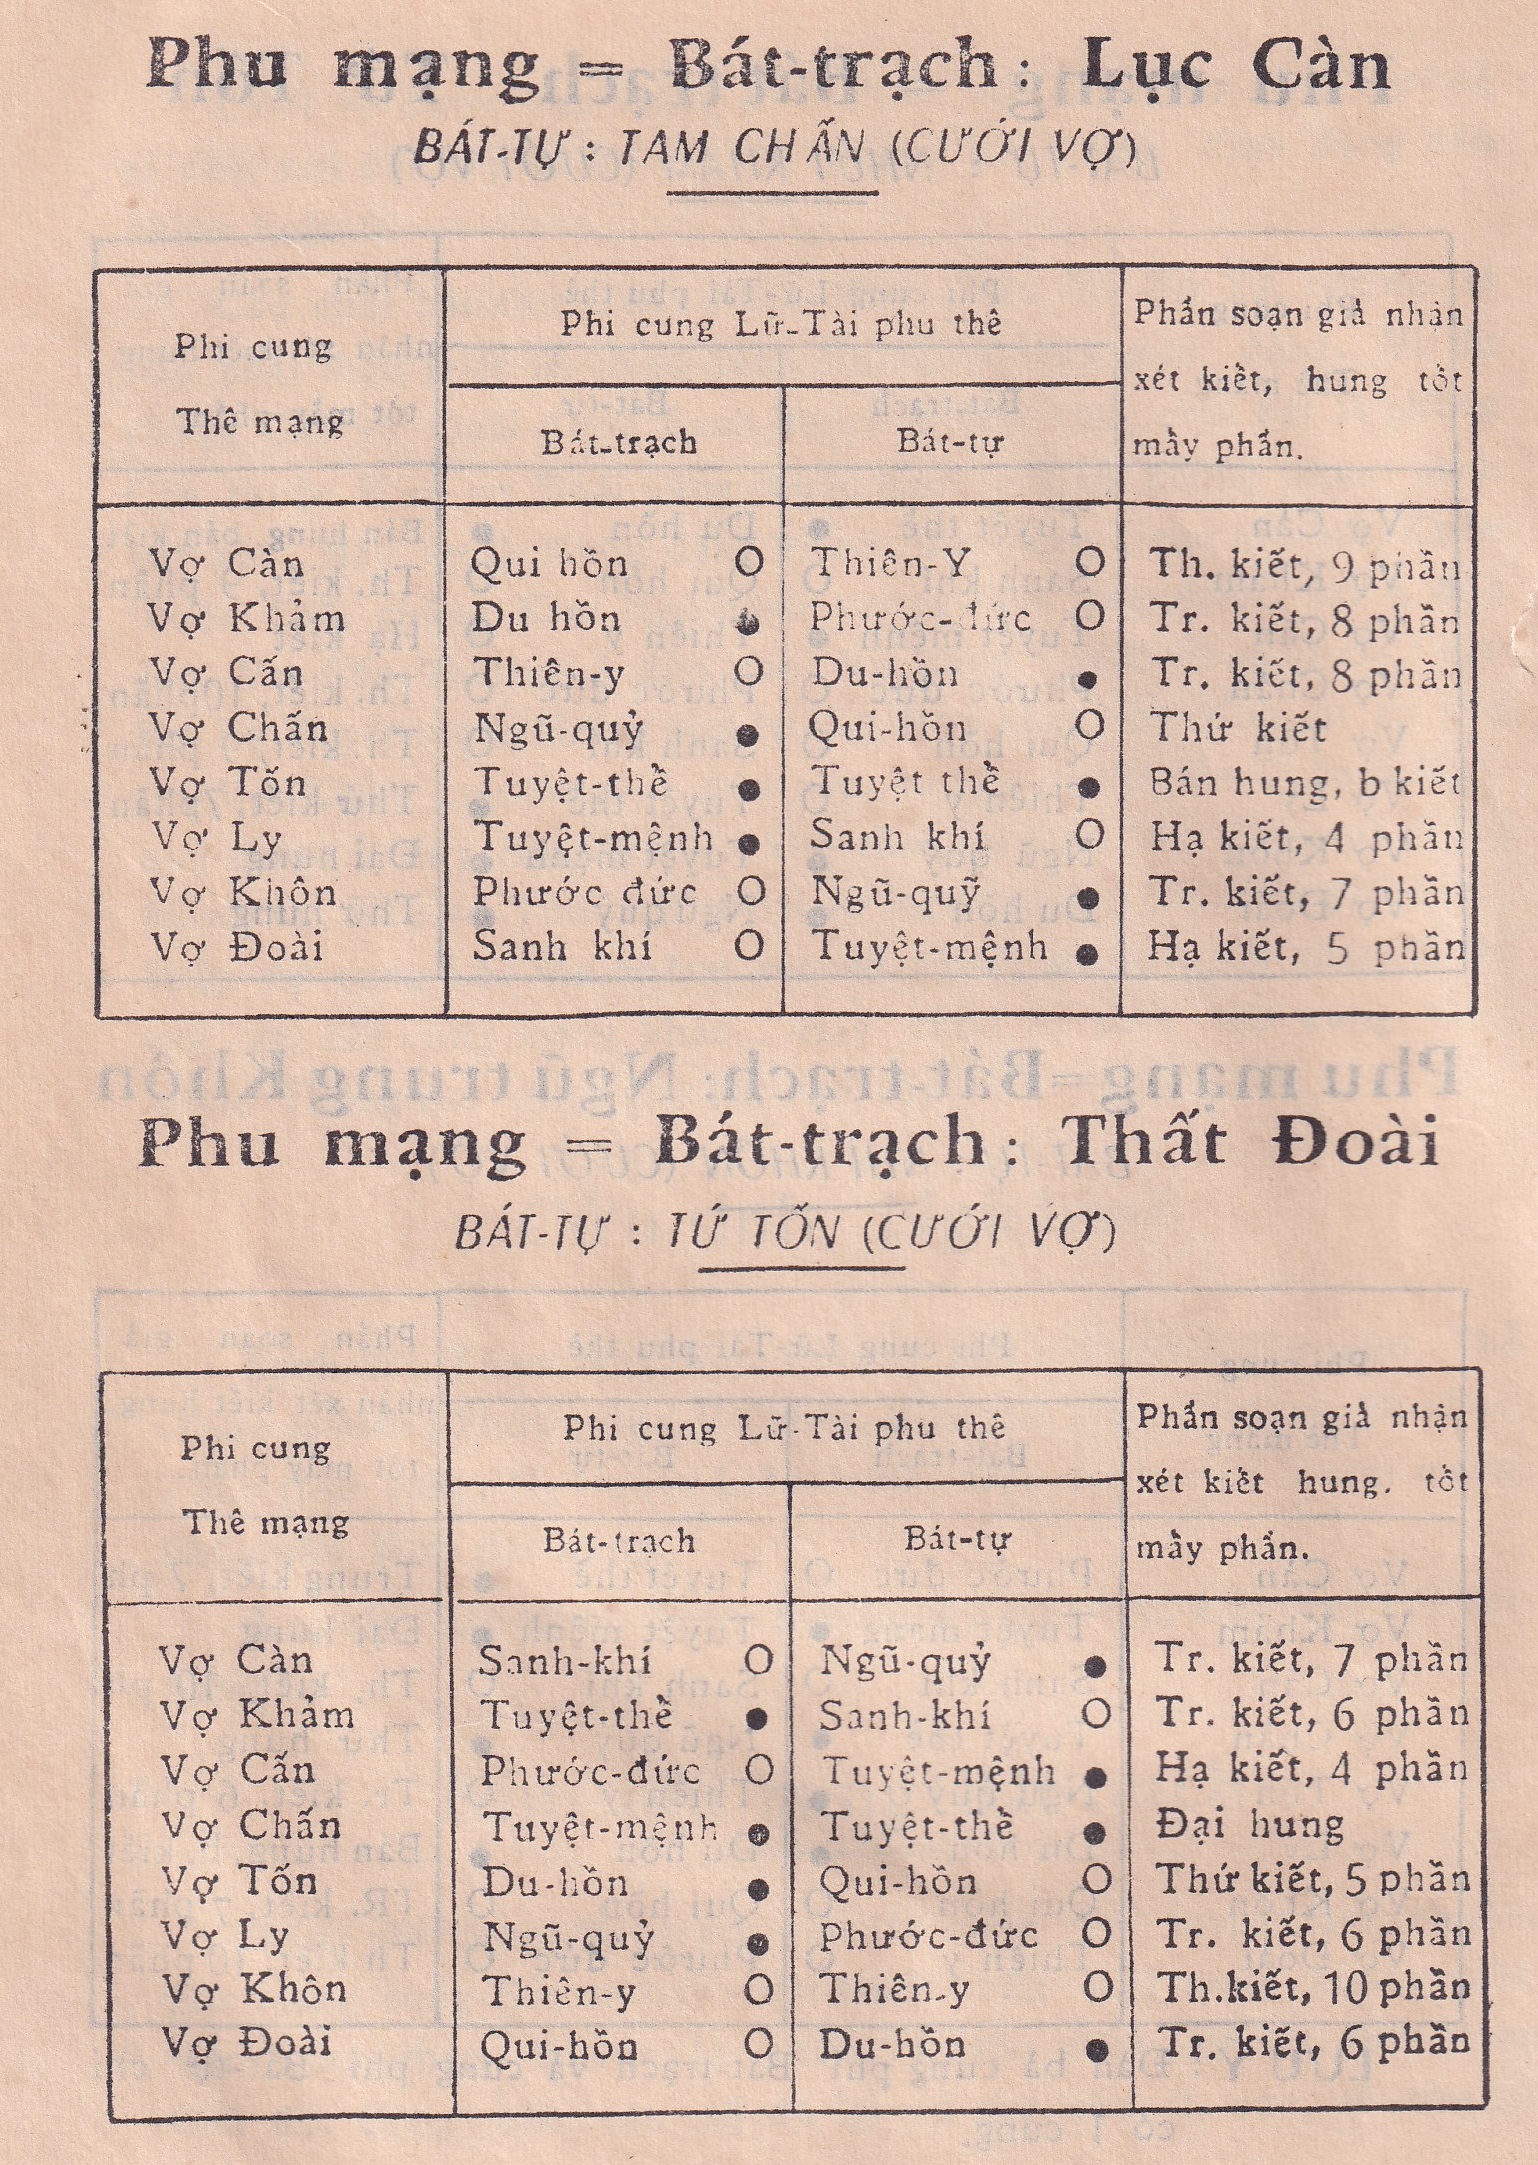 Phu mạng = Bát-trạch : Lục Càn
BÁT-TỰ : TAM CHẤN (CƯỚI VỢ)
Phi cung
Thê mạng
Phi cung Lữ-Tài phu thê
Bát-trạch
Bát-tự
Phần soạn giả nhận
xét kiết, hung tốt
mấy phần.
Vợ Càn Qui hồn O Thiên-Y O Th. kiết, 9 phần
Vợ Khảm Du hồn ● Phước-đức O Tr. kiết, 8 phần
Vợ Cấn Thiên-y O Du-hồn ● Tr. kiết, 8 phần
Vợ Chấn Ngũ-quỷ ● Qui-hồn O Thứ kiết
Vợ Tốn Tuyệt-thề ● Tuyệt thề ● Bán hung, b kiết
Vợ Ly Tuyệt-mệnh ● Sanh khí O Hạ kiết, 4 phần
Vợ Khôn Phước đức O Ngũ-quỹ ● Tr. kiết, 7 phần
Vợ Đoài Sanh khí O Tuyệt-mệnh ● Hạ kiết, 5 phần
Phu mạng = Bát-trạch : Thất Đoài
BÁT-TỰ : TỨ TỐN (CƯỚI VỢ)
Phi cung
Thê mạng
Phi cung Lữ-Tài phu thê
Bát-trạch
Bát-tự
Phần soạn giả nhận
xét kiết hung. tốt
mấy phần.
Vợ Càn Sanh-khí O Ngũ-quỷ ● Tr. kiết, 7 phần
Vợ Khảm Tuyệt-thề ● Sanh-khí O Tr. kiết, 6 phần
Vợ Cấn Phước-đức O Tuyệt-mệnh ● Hạ kiết, 4 phần
Vợ Chấn Tuyệt-mệnh ● Tuyệt-thề ● Đại hung
Vợ Tốn Du-hồn ● Qui-hồn O Thứ kiết, 5 phần
Vợ Ly Ngũ-quỷ ● Phước-đức O Tr. kiết, 6 phần
Vợ Khôn Thiên-y O Thiên-y O Th.kiết, 10 phần
Vợ Đoài Qui-hồn O Du-hồn ● Tr. kiết, 6 phần